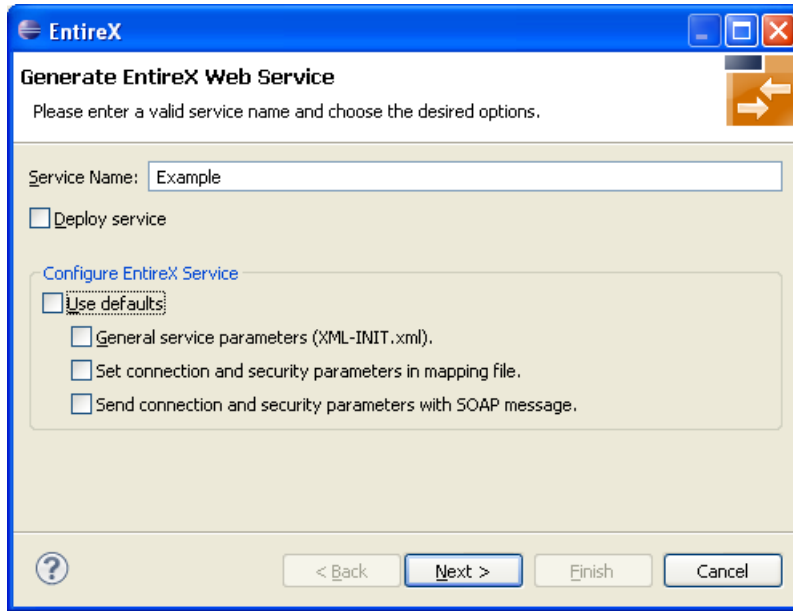 EntireX
Generate EntireX Web Service
Please enter a valid service name and choose the desired options.
Service Name: Example
Deploy service
Configure EntireX Service
Use defaults
General service parameters (XML-INIT.xml).
Set connection and security parameters in mapping file.
Send connection and security parameters with SOAP message.
? < Back Next > Finish Cancel